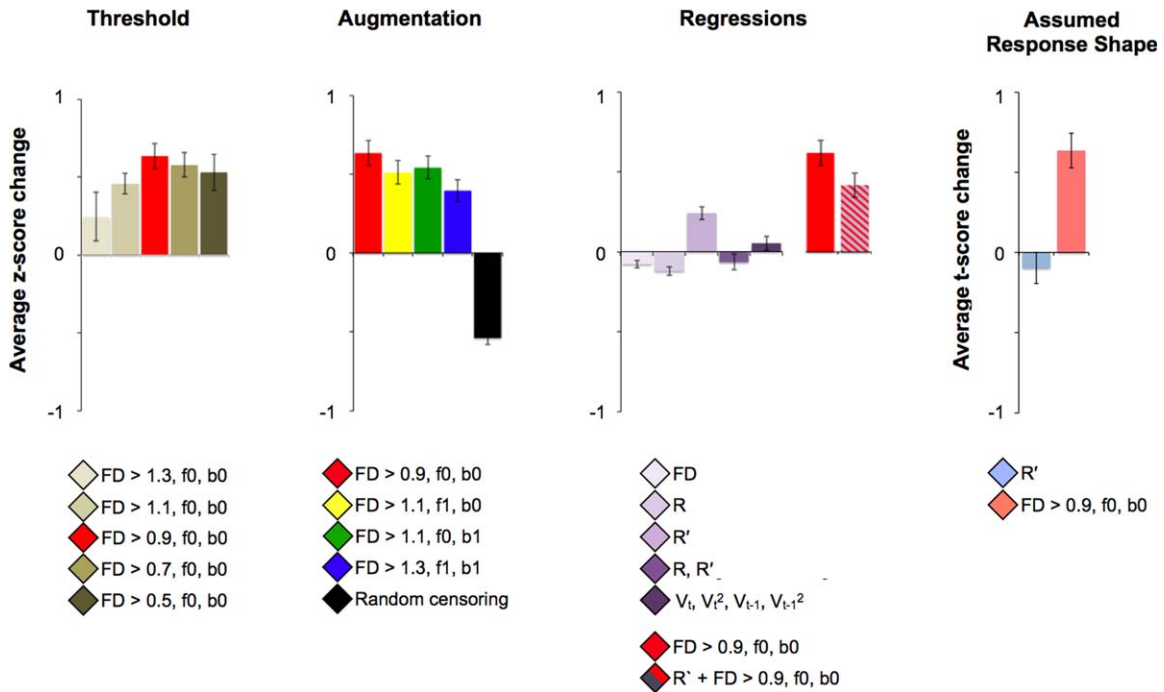 Threshold
Augmentation
Regressions
Assumed
Response Shape
Average z-score change
1
0
-1
1
0
-1
1
0
-1
Average t-score change
1
0
-1
FD > 1.3, f0, b0
FD > 1.1, f0, b0
FD > 0.9, f0, b0
FD > 0.7, f0, b0
FD > 0.5, f0, b0
FD > 0.9, f0, b0
FD > 1.1, f1, b0
FD > 1.1, f0, b1
FD > 1.3, f1, b1
Random censoring
FD
R
R′
R, R′
Vₜ, Vₜ², Vₜ₋₁, Vₜ₋₁²
FD > 0.9, f0, b0
R` + FD > 0.9, f0, b0
R′
FD > 0.9, f0, b0